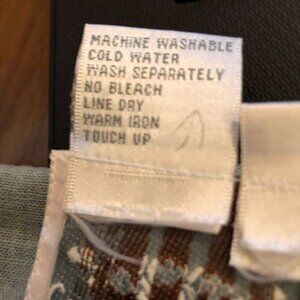 MACHINE WASHABLE
COLD WATER
WASH SEPARATELY
NO BLEACH
LINE DRY
WARM IRON
TOUCH UP